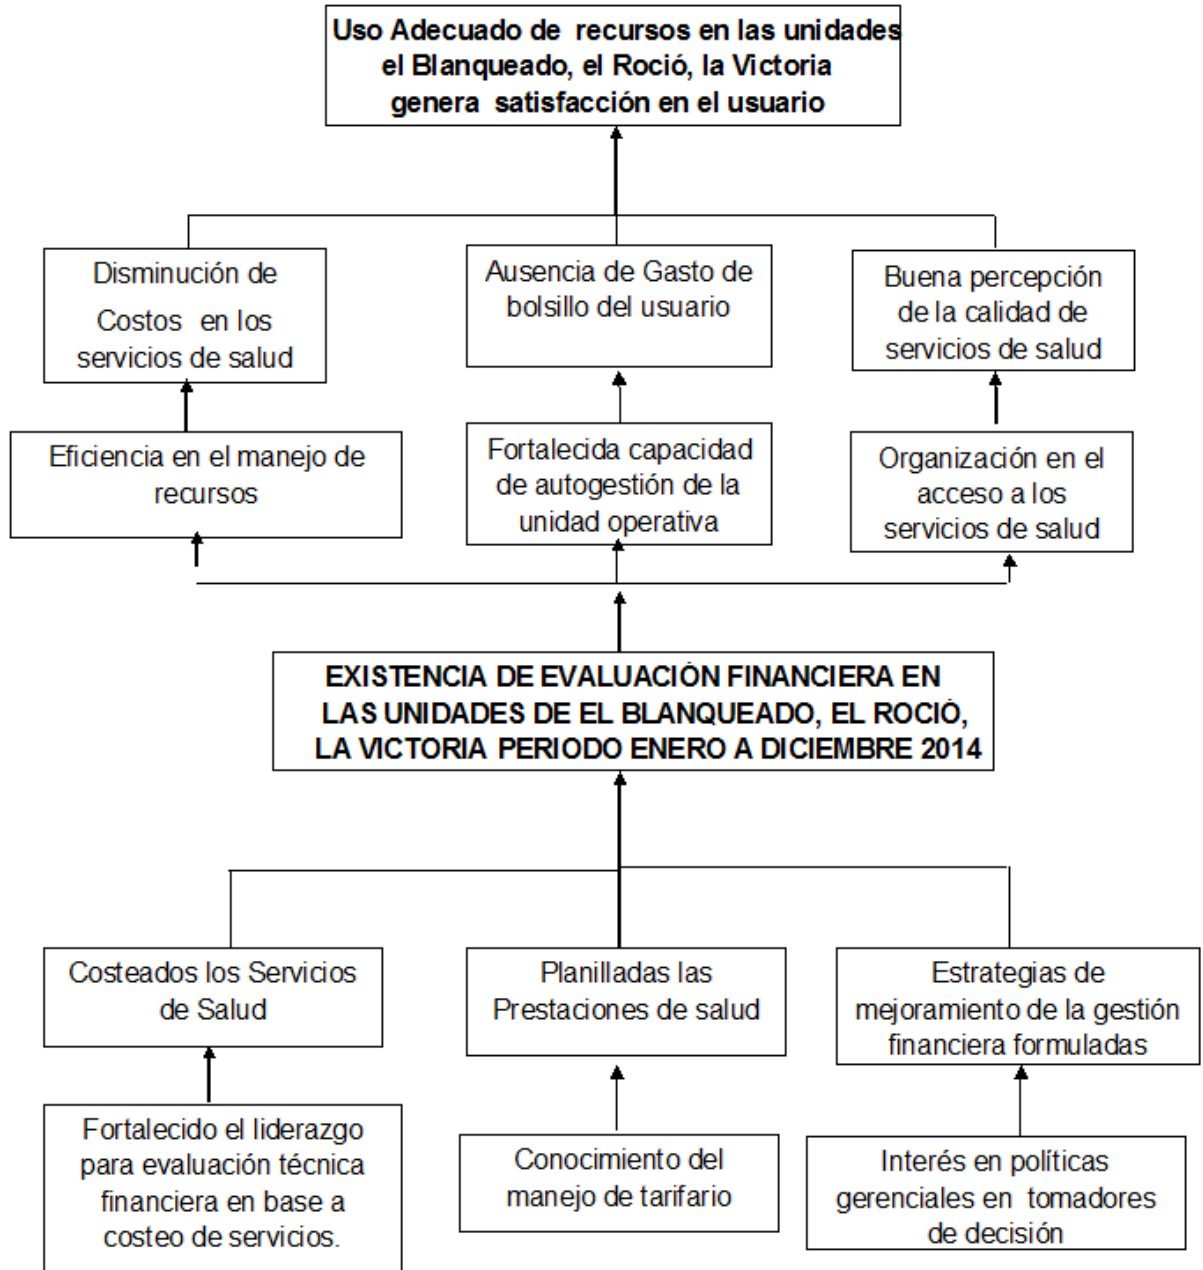 Uso Adecuado de recursos en las unidades
el Blanqueado, el Roció, la Victoria
genera satisfacción en el usuario
Disminución de
Costos en los
servicios de salud
Ausencia de Gasto de
bolsillo del usuario
Buena percepción
de la calidad de
servicios de salud
Eficiencia en el manejo de
recursos
Fortalecida capacidad
de autogestión de la
unidad operativa
Organización en el
acceso a los
servicios de salud
EXISTENCIA DE EVALUACIÓN FINANCIERA EN
LAS UNIDADES DE EL BLANQUEADO, EL ROCIÓ,
LA VICTORIA PERIODO ENERO A DICIEMBRE 2014
Costeados los Servicios
de Salud
Planilladas las
Prestaciones de salud
Estrategias de
mejoramiento de la gestión
financiera formuladas
Fortalecido el liderazgo
para evaluación técnica
financiera en base a
costeo de servicios.
Conocimiento del
manejo de tarifario
Interés en políticas
gerenciales en tomadores
de decisión